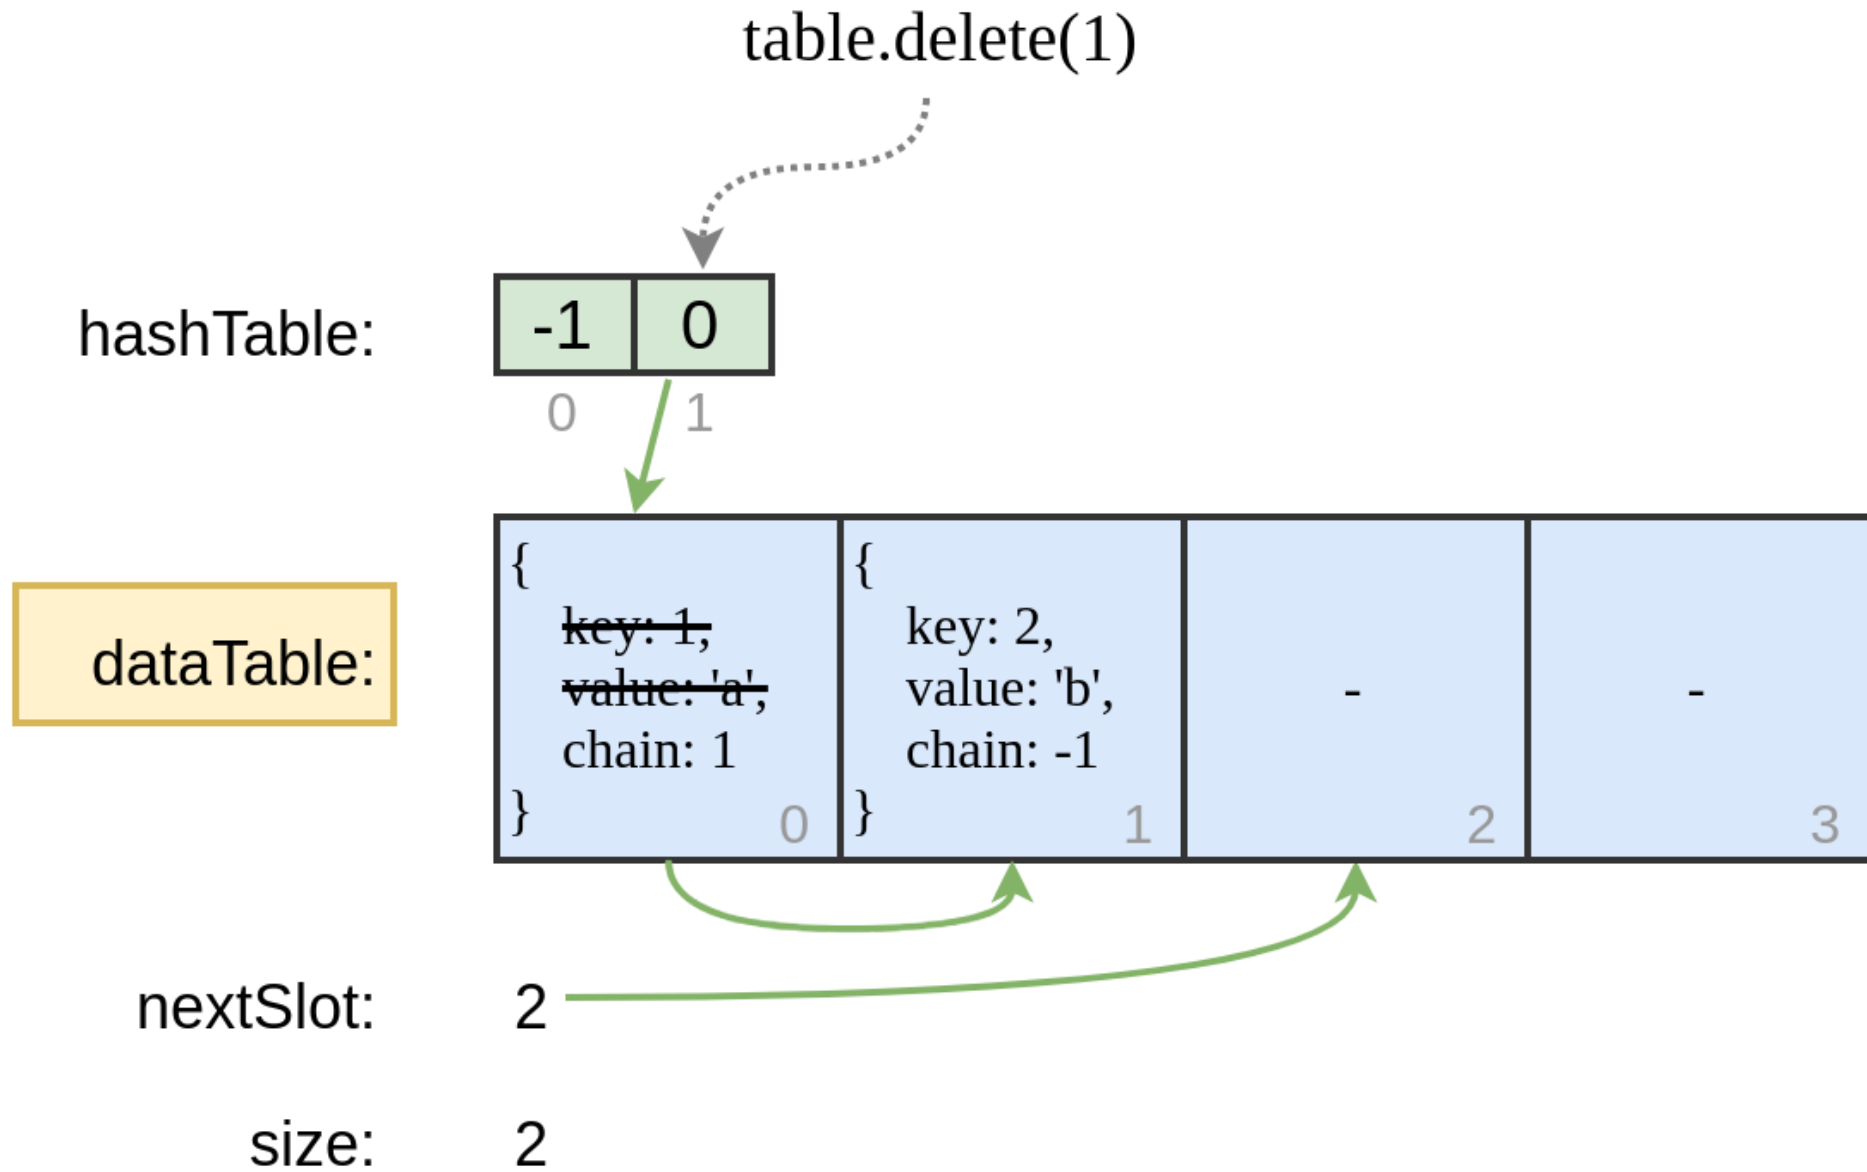 table.delete(1)
hashTable:
-1 0
0 1
dataTable:
{
key: 1,
value: 'a',
chain: 1
}
0
{
key: 2,
value: 'b',
chain: -1
}
1
-
2
-
3
nextSlot: 2
size: 2